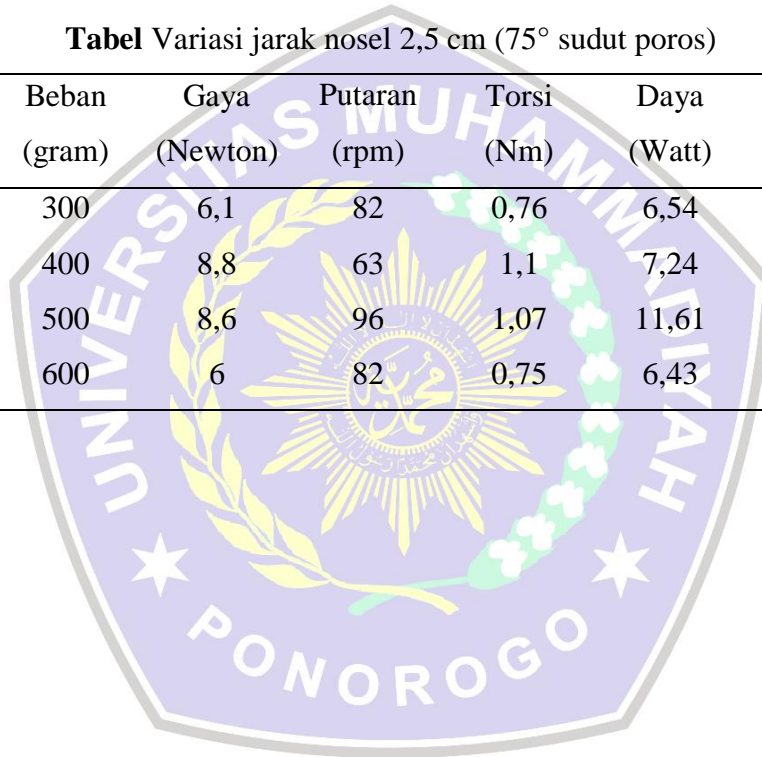 Tabel Variasi jarak nosel 2,5 cm (75° sudut poros)
Beban Gaya Putaran Torsi Daya
(gram) (Newton) (rpm) (Nm) (Watt)
300 6,1 82 0,76 6,54
400 8,8 63 1,1 7,24
500 8,6 96 1,07 11,61
600 6 82 0,75 6,43
UNIVERSITAS MUHAMMADIYAH
PONOROGO